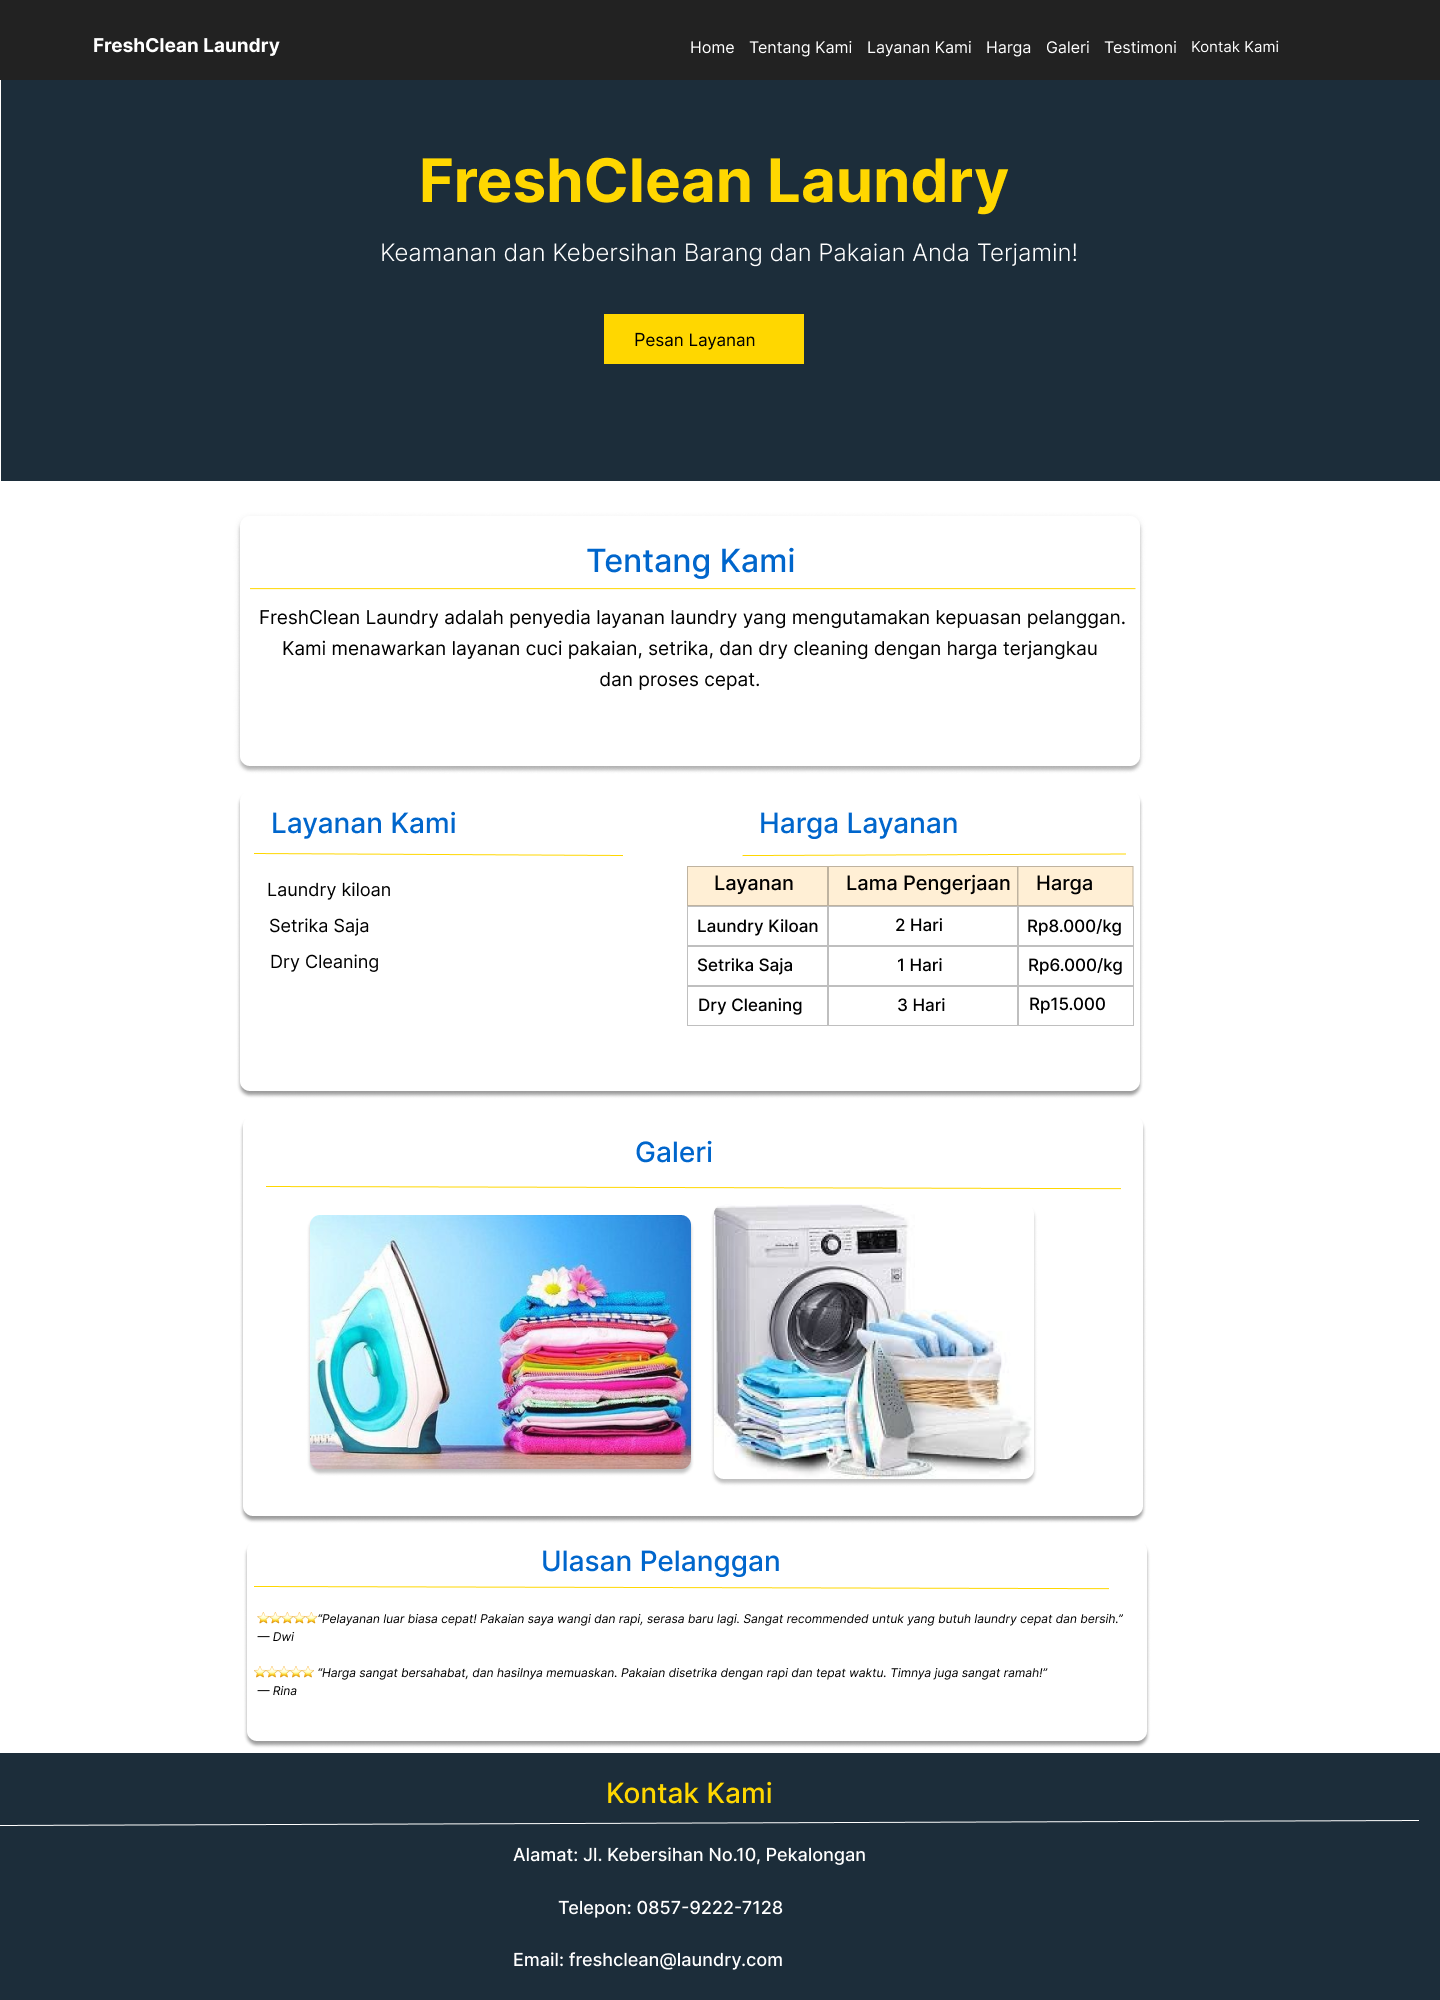 FreshClean Laundry
Home Tentang Kami Layanan Kami Harga Galeri Testimoni Kontak Kami
FreshClean Laundry
Keamanan dan Kebersihan Barang dan Pakaian Anda Terjamin!
Pesan Layanan
Tentang Kami
FreshClean Laundry adalah penyedia layanan laundry yang mengutamakan kepuasan pelanggan.
Kami menawarkan layanan cuci pakaian, setrika, dan dry cleaning dengan harga terjangkau
dan proses cepat.
Layanan Kami
Laundry kiloan
Setrika Saja
Dry Cleaning
Harga Layanan
Layanan Lama Pengerjaan Harga
Laundry Kiloan 2 Hari Rp8.000/kg
Setrika Saja 1 Hari Rp6.000/kg
Dry Cleaning 3 Hari Rp15.000
Galeri
Ulasan Pelanggan
⭐⭐⭐⭐⭐“Pelayanan luar biasa cepat! Pakaian saya wangi dan rapi, serasa baru lagi. Sangat recommended untuk yang butuh laundry cepat dan bersih.”
— Dwi
⭐⭐⭐⭐⭐ “Harga sangat bersahabat, dan hasilnya memuaskan. Pakaian disetrika dengan rapi dan tepat waktu. Timnya juga sangat ramah!”
— Rina
Kontak Kami
Alamat: Jl. Kebersihan No.10, Pekalongan
Telepon: 0857-9222-7128
Email: freshclean@laundry.com